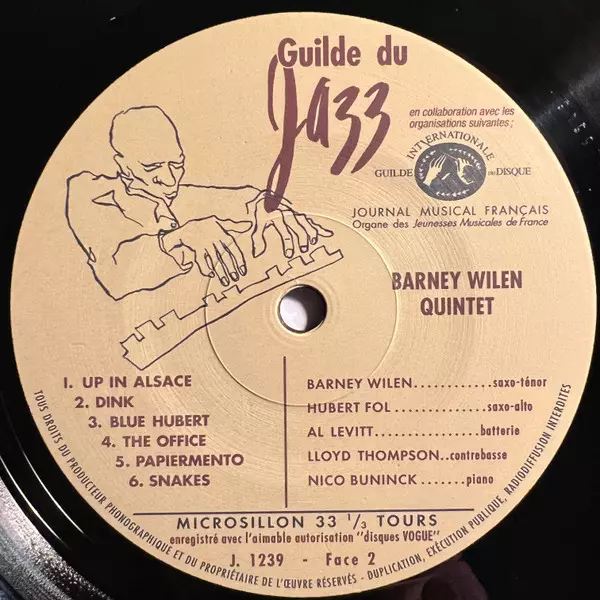 Guilde du
Jazz
en collaboration avec les
organisations suivantes ;
INTERNATIONALE
GUILDE DU DISQUE
JOURNAL MUSICAL FRANÇAIS
Organe des Jeunesses Musicales de France
BARNEY WILEN
QUINTET
1. UP IN ALSACE
2. DINK
3. BLUE HUBERT
4. THE OFFICE
5. PAPIERMENTO
6. SNAKES
BARNEY WILEN............saxo-ténor
HUBERT FOL..............saxo-alto
AL LEVITT................batterie
LLOYD THOMPSON..contrebasse
NICO BUNINCK.......piano
MICROSILLON 33 1/3 TOURS
enregistré avec l'aimable autorisation "disques VOGUE"
J. 1239 - Face 2
TOUS DROITS DU PRODUCTEUR PHONOGRAPHIQUE ET DU PROPRIÉTAIRE DE L'ŒUVRE RÉSERVÉS - DUPLICATION, EXÉCUTION PUBLIQUE, RADIODIFFUSION INTERDITES